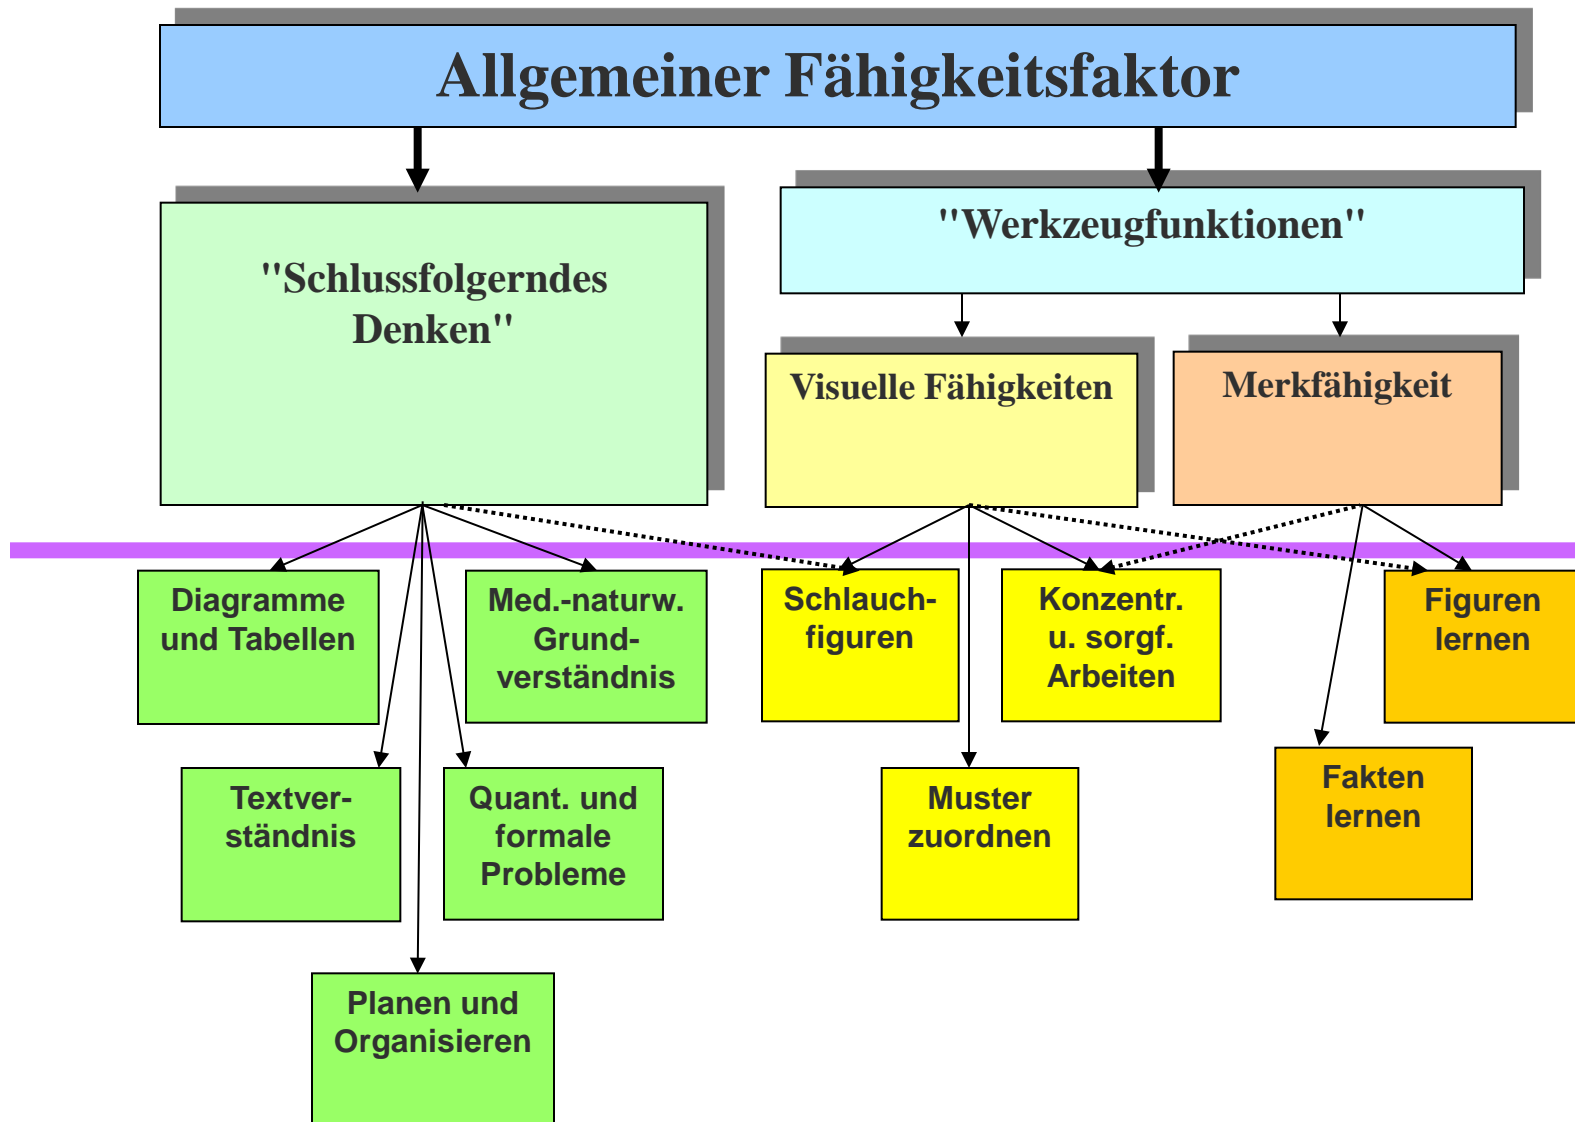 Allgemeiner Fähigkeitsfaktor
"Schlussfolgerndes
Denken"
"Werkzeugfunktionen"
Visuelle Fähigkeiten
Merkfähigkeit
Diagramme
und Tabellen
Med.-naturw.
Grund-
verständnis
Schlauch-
figuren
Konzentr.
u. sorgf.
Arbeiten
Figuren
lernen
Textver-
ständnis
Quant. und
formale
Probleme
Muster
zuordnen
Fakten
lernen
Planen und
Organisieren